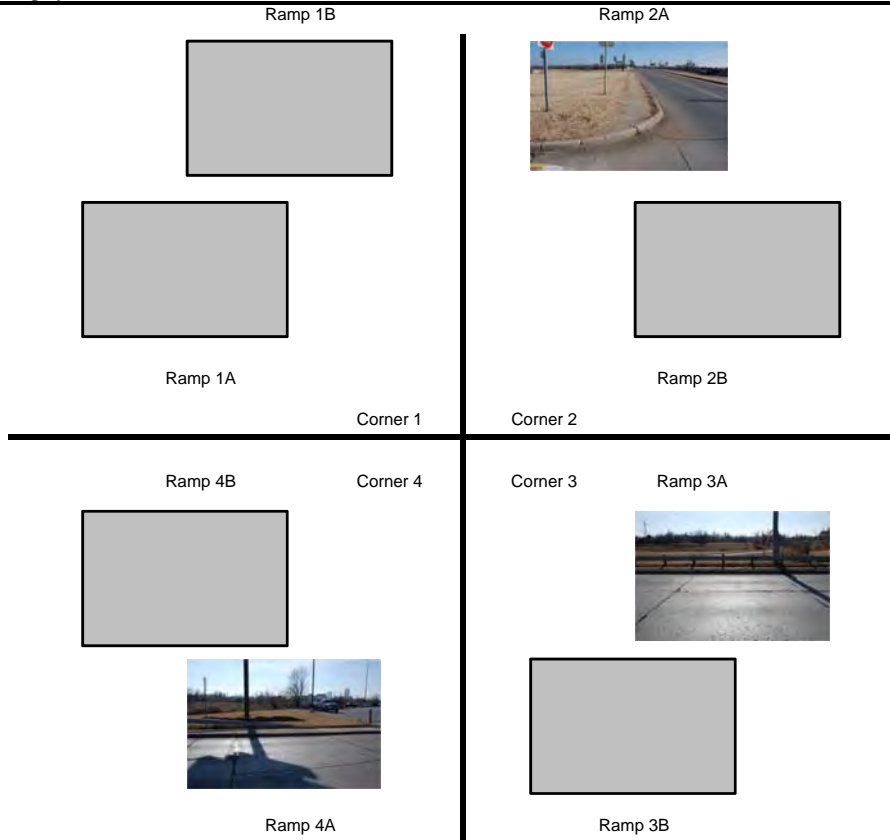 Ramp 1B
Ramp 2A
Ramp 1A
Ramp 2B
Corner 1
Corner 2
Ramp 4B
Corner 4
Corner 3
Ramp 3A
Ramp 4A
Ramp 3B